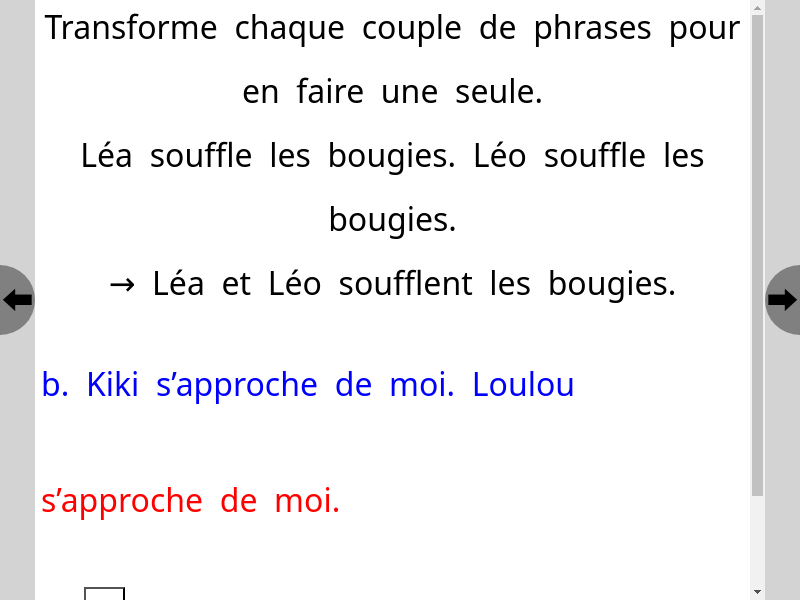 Transforme chaque couple de phrases pour
en faire une seule.
Léa souffle les bougies. Léo souffle les
bougies.
→ Léa et Léo soufflent les bougies.
b. Kiki s’approche de moi. Loulou
s’approche de moi.